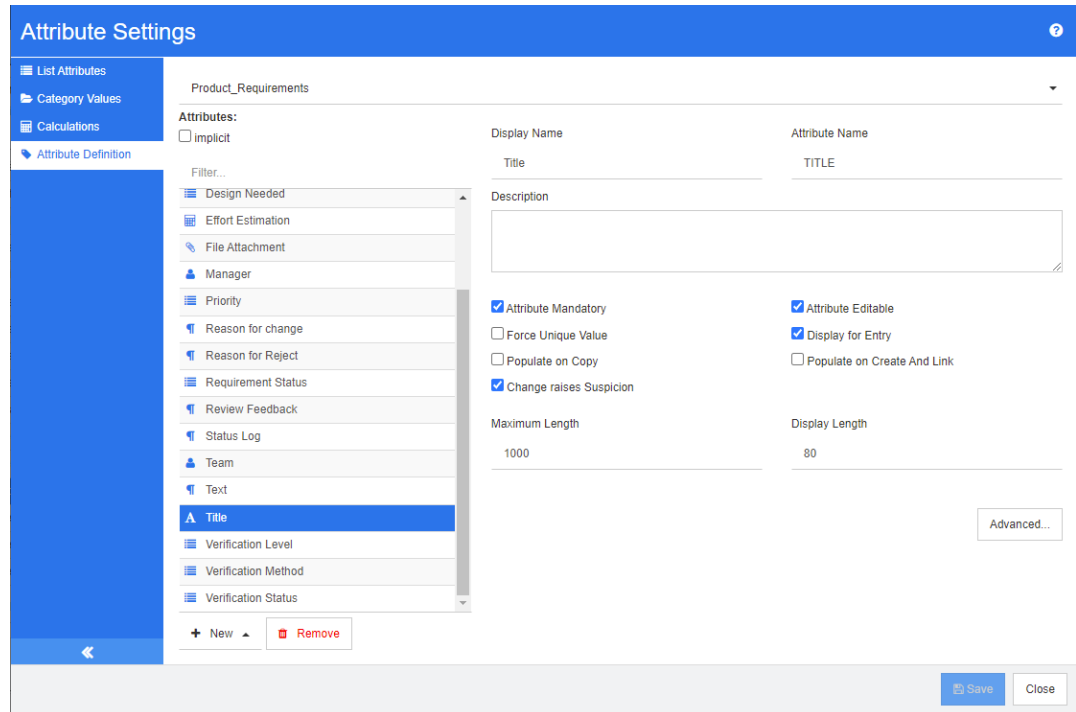 Attribute Settings
List Attributes
Category Values
Calculations
Attribute Definition
Product_Requirements
Attributes:
implicit
Filter...
Design Needed
Effort Estimation
File Attachment
Manager
Priority
Reason for change
Reason for Reject
Requirement Status
Review Feedback
Status Log
Team
Text
Title
Verification Level
Verification Method
Verification Status
New
Remove
Display Name
Attribute Name
Title
TITLE
Description
Attribute Mandatory
Attribute Editable
Force Unique Value
Display for Entry
Populate on Copy
Populate on Create And Link
Change raises Suspicion
Maximum Length
Display Length
1000
80
Advanced...
Save
Close